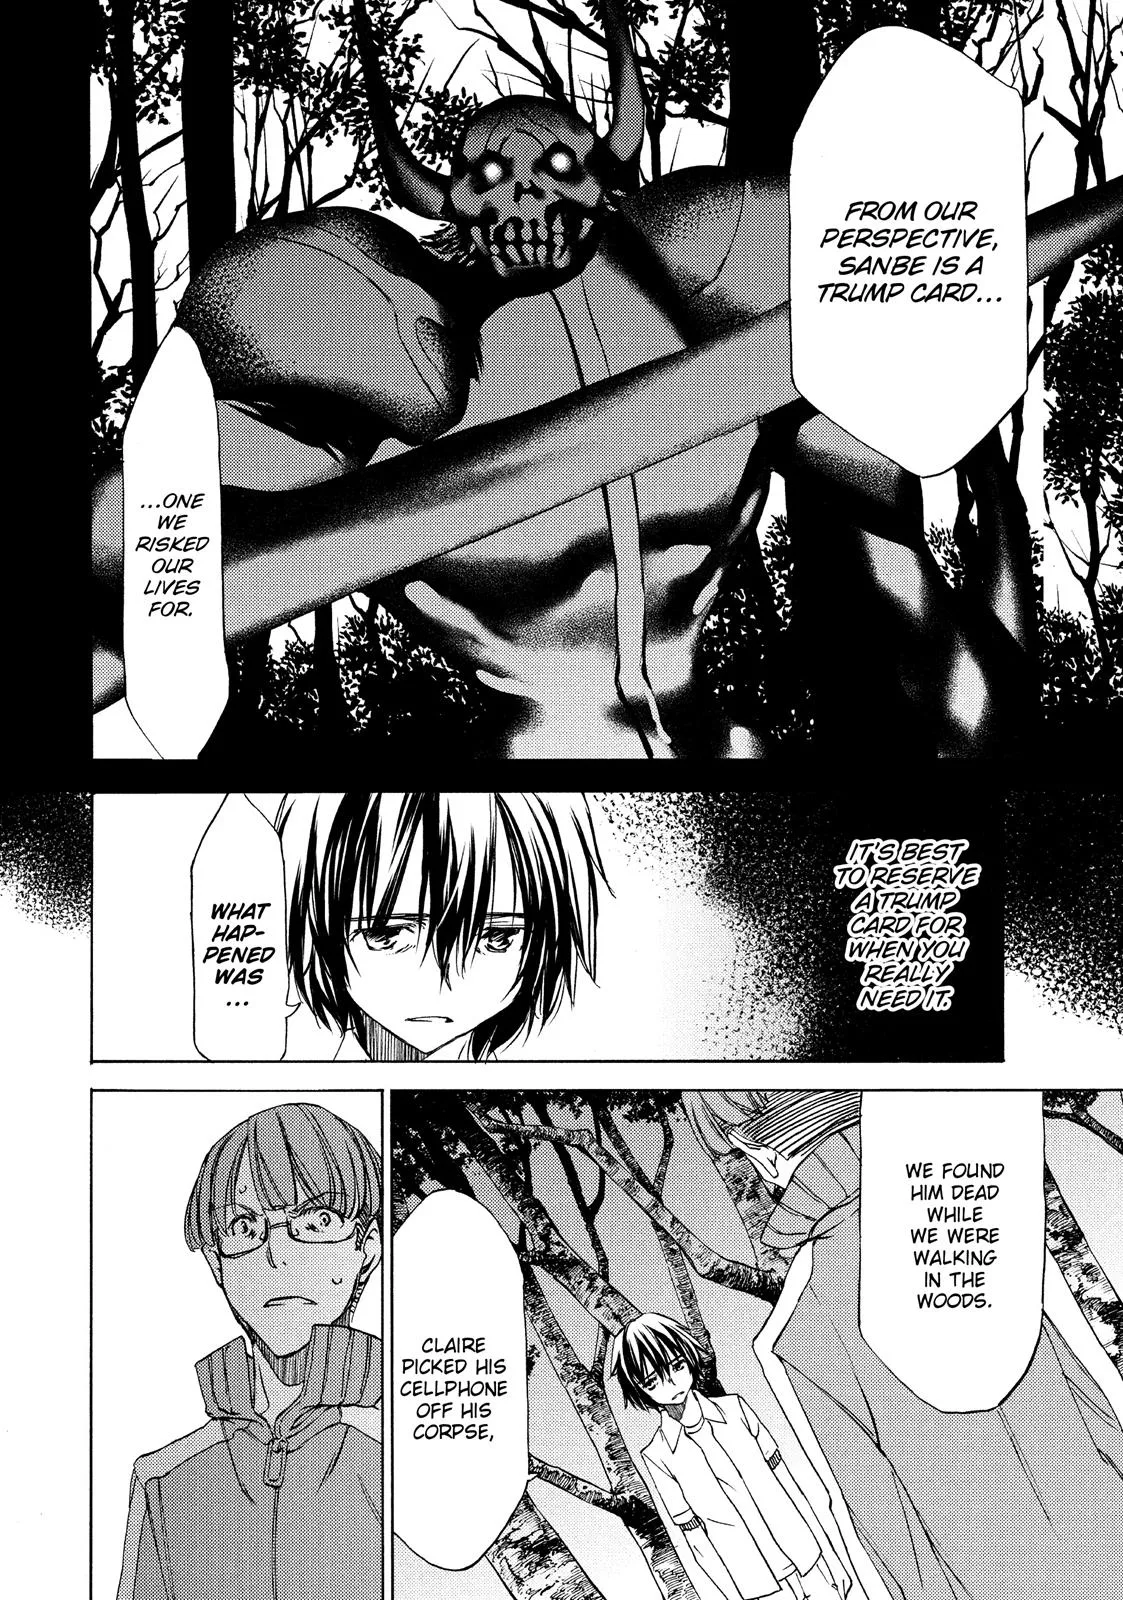 FROM OUR
PERSPECTIVE,
SANBE IS A
TRUMP CARD...
...ONE
WE
RISKED
OUR
LIVES
FOR.
IT'S BEST
TO RESERVE
A TRUMP
CARD FOR
WHEN YOU
REALLY
NEED IT.
WHAT
HAP-
PENED
WAS
...
WE FOUND
HIM DEAD
WHILE
WE WERE
WALKING
IN THE
WOODS.
CLAIRE
PICKED HIS
CELLPHONE
OFF HIS
CORPSE,